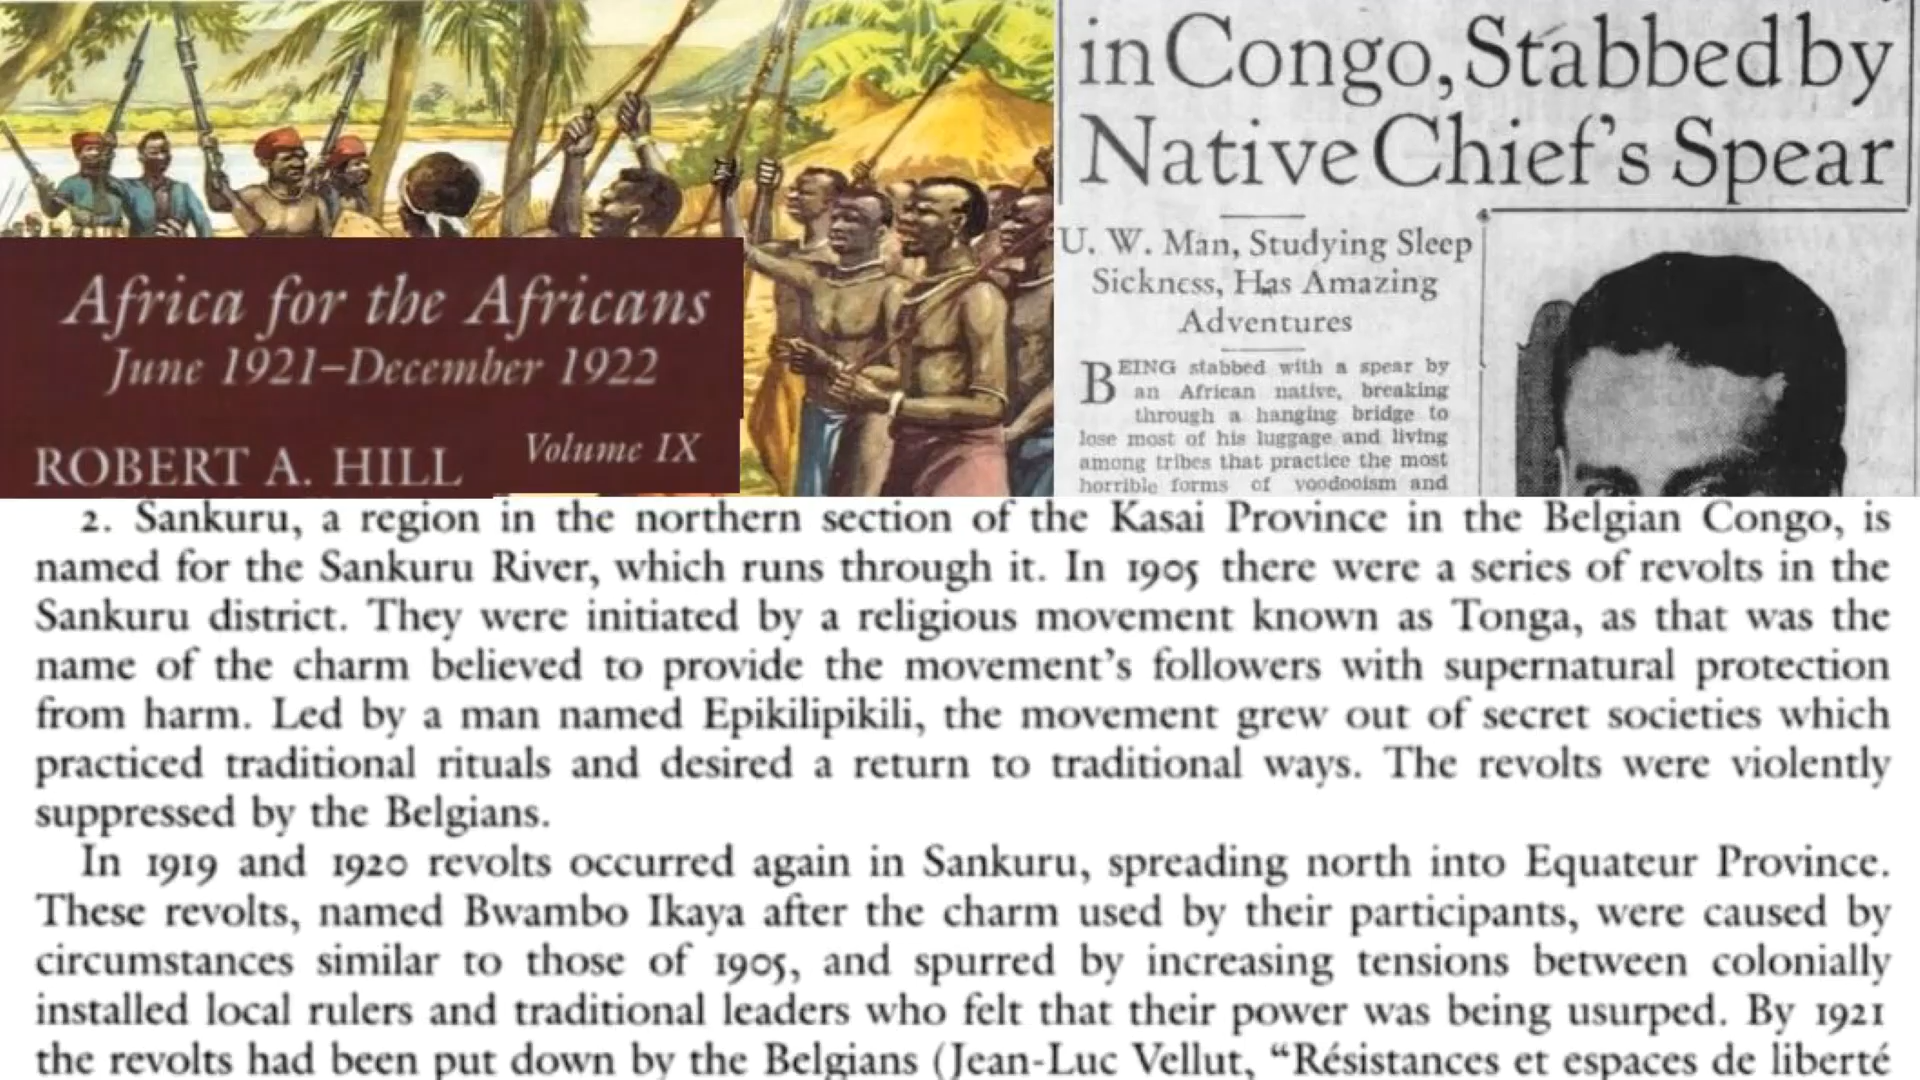 Africa for the Africans
June 1921–December 1922
Volume IX
ROBERT A. HILL
in Congo, Stabbed by
Native Chief's Spear
U. W. Man, Studying Sleep
Sickness, Has Amazing
Adventures
BEING stabbed with a spear by
an African native, breaking
through a hanging bridge to
lose most of his luggage and living
among tribes that practice the most
horrible forms of voodooism and
2. Sankuru, a region in the northern section of the Kasai Province in the Belgian Congo, is
named for the Sankuru River, which runs through it. In 1905 there were a series of revolts in the
Sankuru district. They were initiated by a religious movement known as Tonga, as that was the
name of the charm believed to provide the movement's followers with supernatural protection
from harm. Led by a man named Epikilipikili, the movement grew out of secret societies which
practiced traditional rituals and desired a return to traditional ways. The revolts were violently
suppressed by the Belgians.
In 1919 and 1920 revolts occurred again in Sankuru, spreading north into Equateur Province.
These revolts, named Bwambo Ikaya after the charm used by their participants, were caused by
circumstances similar to those of 1905, and spurred by increasing tensions between colonially
installed local rulers and traditional leaders who felt that their power was being usurped. By 1921
the revolts had been put down by the Belgians (Jean-Luc Vellut, “Résistances et espaces de liberté